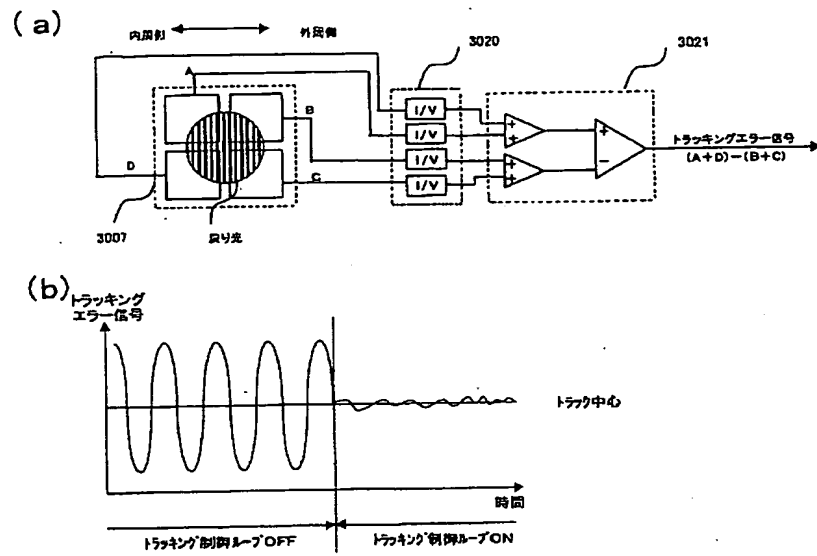 (a)
内周側 外周側
3020
3021
A
B
C
D
I/V
I/V
I/V
I/V
+
+
+
+
+
−
トラッキングエラー信号
(A+D)−(B+C)
3007
戻り光
(b)
トラッキング
エラー信号
トラック中心
時間
トラッキング制御ループOFF
トラッキング制御ループON